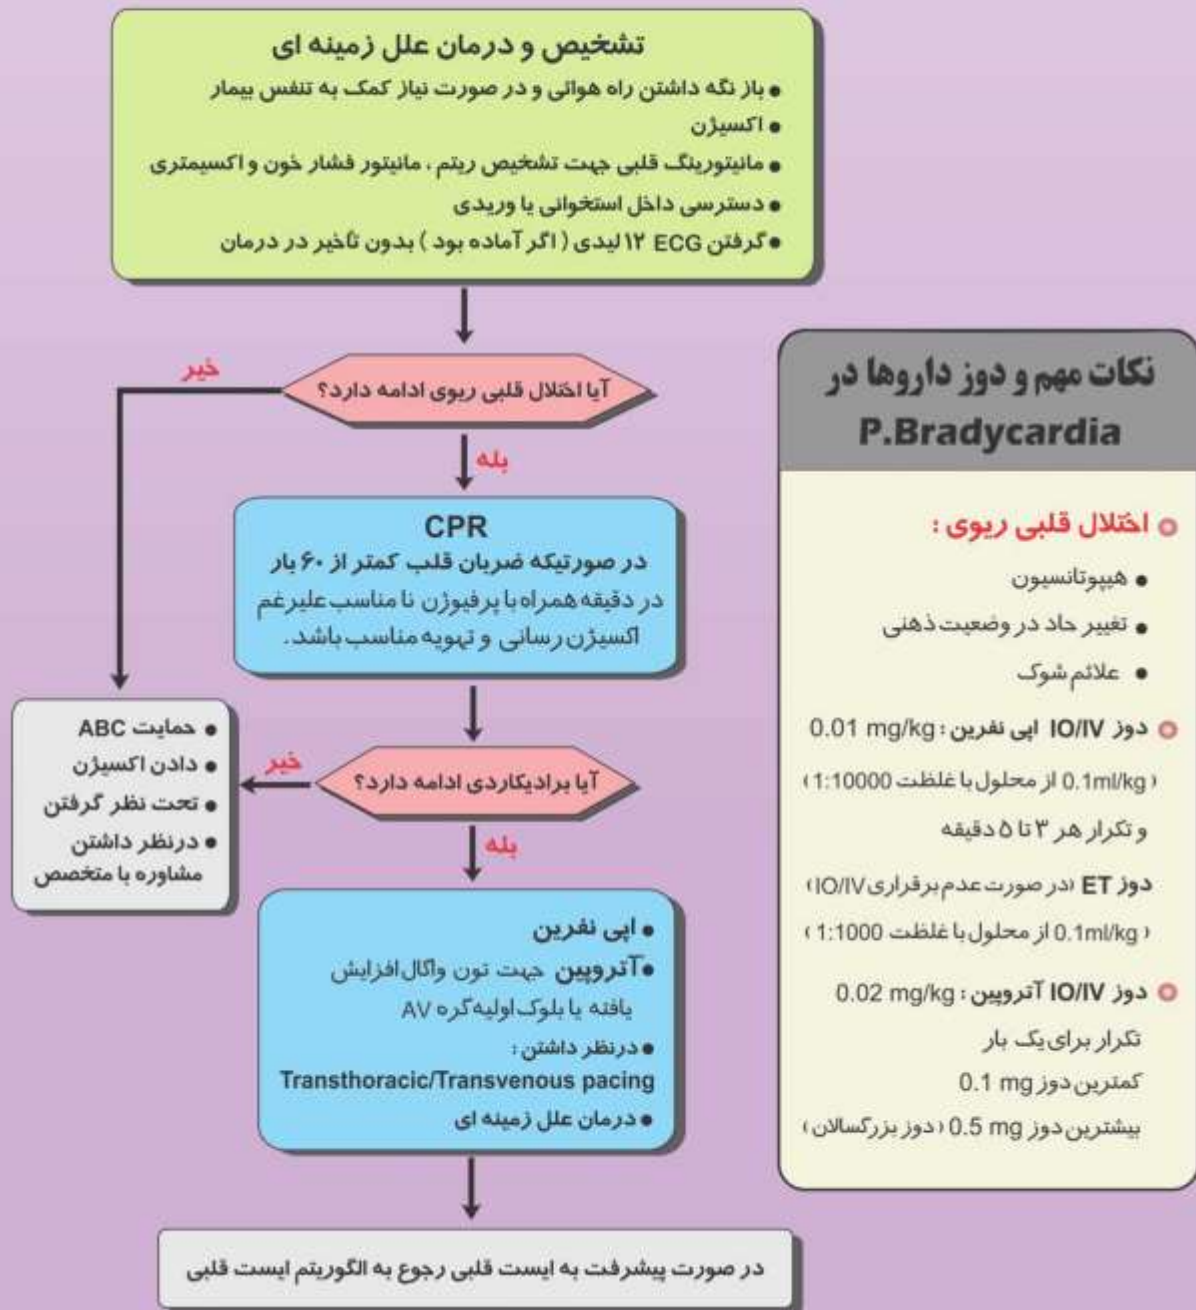 تشخیص و درمان علل زمینه ای
● باز نگه داشتن راه هوائی و در صورت نیاز کمک به تنفس بیمار
● اکسیژن
● مانیتورینگ قلبی جهت تشخیص ریتم ، مانیتور فشار خون و اکسیمتری
● دسترسی داخل استخوانی یا وریدی
● گرفتن ECG ۱۲ لیدی ( اگر آماده بود ) بدون تأخیر در درمان
آیا اختلال قلبی ریوی ادامه دارد؟
خیر
بله
CPR
در صورتیکه ضربان قلب کمتر از ۶۰ بار
در دقیقه همراه با پرفیوژن نا مناسب علیرغم
اکسیژن رسانی و تهویه مناسب باشد.
آیا برادیکاردی ادامه دارد؟
خیر
بله
● حمایت ABC
● دادن اکسیژن
● تحت نظر گرفتن
● درنظر داشتن
مشاوره با متخصص
● اپی نفرین
● آتروپین جهت تون واگال افزایش
یافته یا بلوک اولیه گره AV
● درنظر داشتن :
Transthoracic/Transvenous pacing
● درمان علل زمینه ای
در صورت پیشرفت به ایست قلبی رجوع به الگوریتم ایست قلبی
نکات مهم و دوز داروها در
P.Bradycardia
اختلال قلبی ریوی :
● هیپوتانسیون
● تغییر حاد در وضعیت ذهنی
● علائم شوک
دوز IO/IV اپی نفرین : 0.01 mg/kg
( 0.1ml/kg از محلول با غلظت 1:10000 )
و تکرار هر ۳ تا ۵ دقیقه
دوز ET (در صورت عدم برقراری IO/IV)
( 0.1ml/kg از محلول با غلظت 1:1000 )
دوز IO/IV آتروپین : 0.02 mg/kg
تکرار برای یک بار
کمترین دوز 0.1 mg
بیشترین دوز 0.5 mg (دوز بزرگسالان)